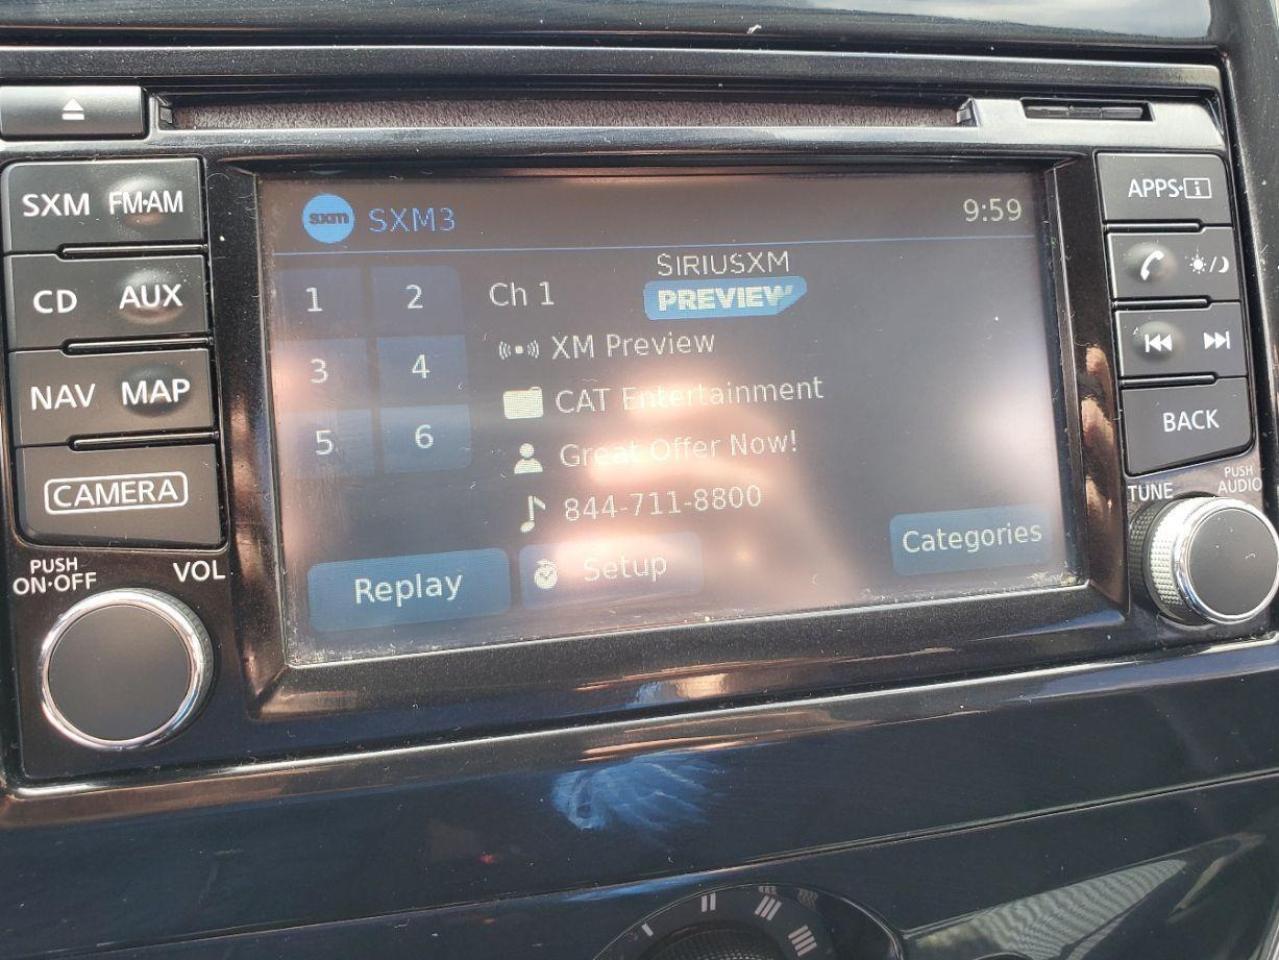 SXM FM·AM
CD AUX
NAV MAP
CAMERA
PUSH
ON·OFF
VOL
sxm SXM3
9:59
1 2
3 4
5 6
Ch 1
SIRIUSXM
PREVIEW
XM Preview
CAT Entertainment
Great Offer Now!
844-711-8800
Replay
Setup
Categories
APPS·i
BACK
TUNE
PUSH
AUDIO